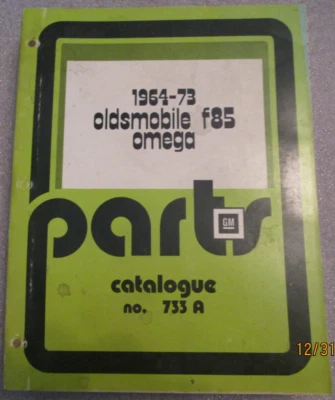 1964-73
oldsmobile f85
omega
parts
GM
catalogue
no. 733 A
12/31